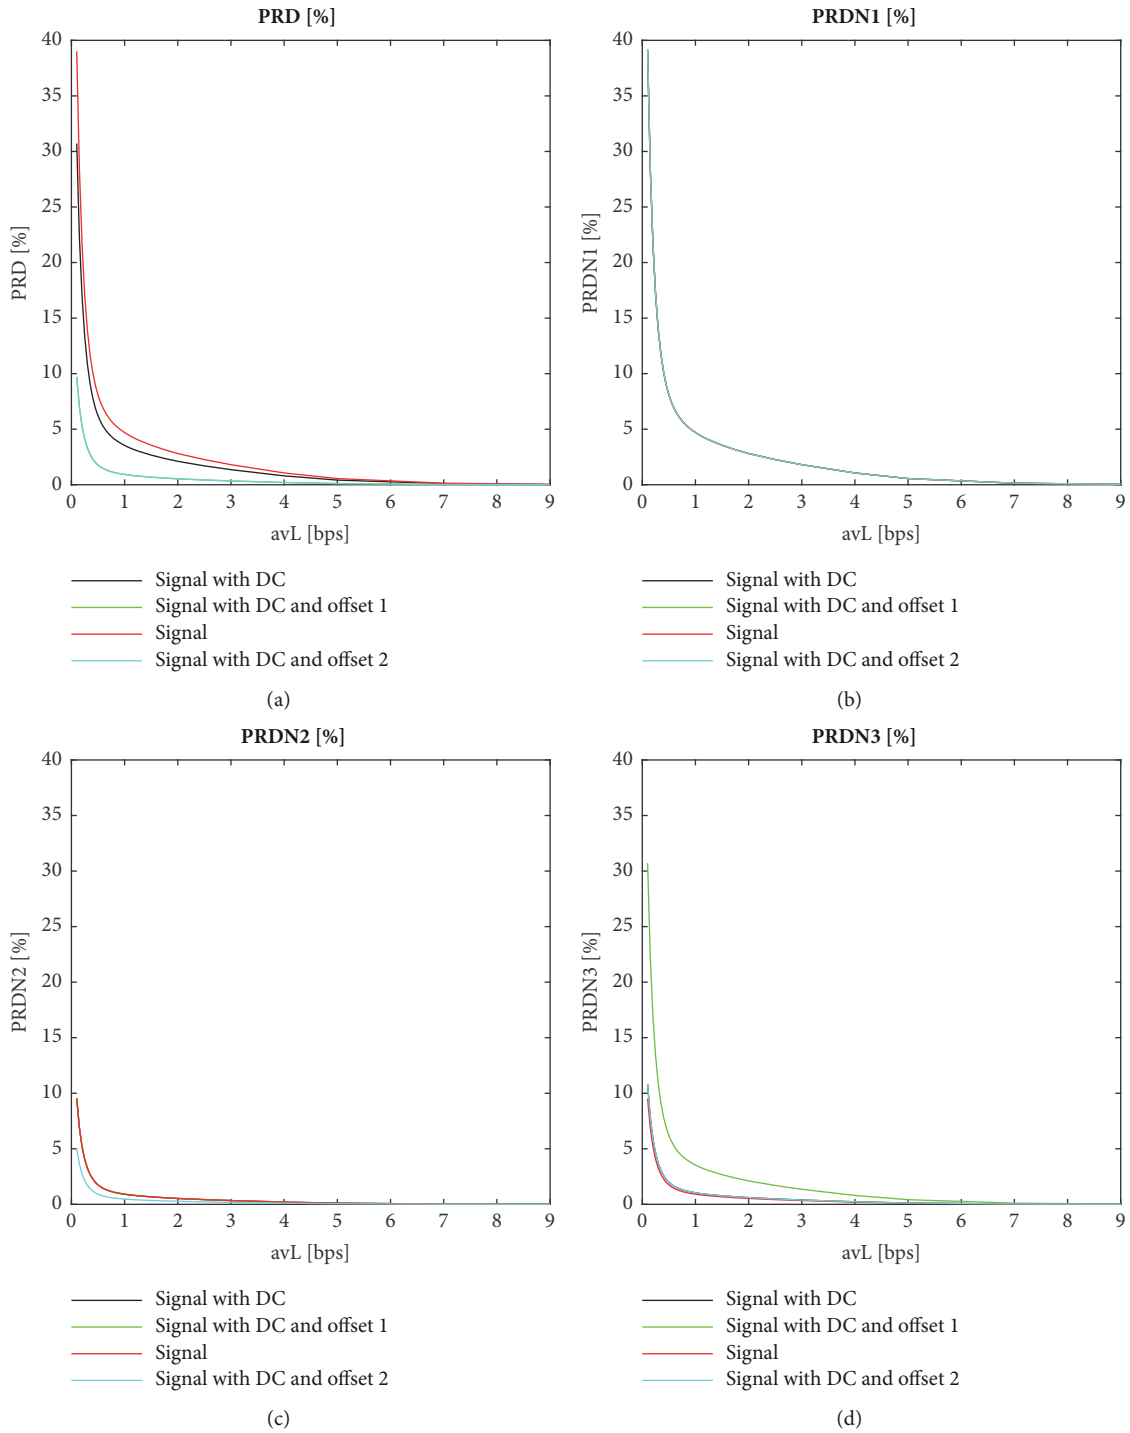 PRD [%]
40
35
30
25
20
15
10
5
0
PRD [%]
0 1 2 3 4 5 6 7 8 9
avL [bps]
Signal with DC
Signal with DC and offset 1
Signal
Signal with DC and offset 2
(a)
PRDN1 [%]
40
35
30
25
20
15
10
5
0
PRDN1 [%]
0 1 2 3 4 5 6 7 8 9
avL [bps]
Signal with DC
Signal with DC and offset 1
Signal
Signal with DC and offset 2
(b)
PRDN2 [%]
40
35
30
25
20
15
10
5
0
PRDN2 [%]
0 1 2 3 4 5 6 7 8 9
avL [bps]
Signal with DC
Signal with DC and offset 1
Signal
Signal with DC and offset 2
(c)
PRDN3 [%]
40
35
30
25
20
15
10
5
0
PRDN3 [%]
0 1 2 3 4 5 6 7 8 9
avL [bps]
Signal with DC
Signal with DC and offset 1
Signal
Signal with DC and offset 2
(d)